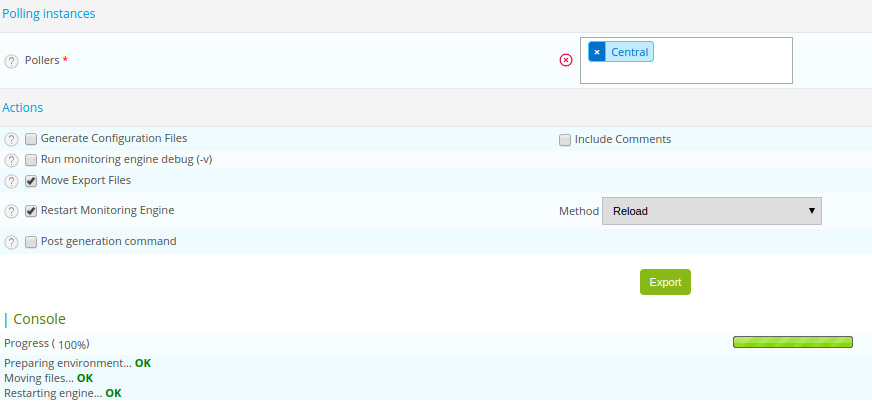 Polling instances
? Pollers * × Central
Actions
? Generate Configuration Files Include Comments
? Run monitoring engine debug (-v)
? Move Export Files
? Restart Monitoring Engine Method Reload
? Post generation command
Export
| Console
Progress ( 100%)
Preparing environment... OK
Moving files... OK
Restarting engine... OK